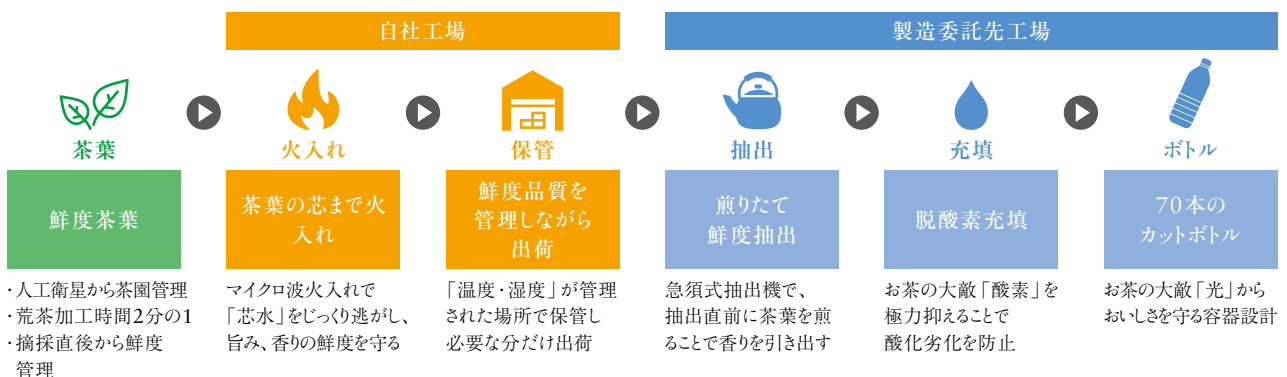 自社工場
製造委託先工場
茶葉
火入れ
保管
抽出
充填
ボトル
鮮度茶葉
茶葉の芯まで火
入れ
鮮度品質を
管理しながら
出荷
煎りたて
鮮度抽出
脱酸素充填
70本の
カットボトル
・人工衛星から茶園管理
・荒茶加工時間2分の1
・摘採直後から鮮度
管理
マイクロ波火入れで
「芯水」をじっくり逃がし、
旨み、香りの鮮度を守る
「温度・湿度」が管理
された場所で保管し
必要な分だけ出荷
急須式抽出機で、
抽出直前に茶葉を煎
ることで香りを引き出す
お茶の大敵「酸素」を
極力抑えることで
酸化劣化を防止
お茶の大敵「光」から
おいしさを守る容器設計